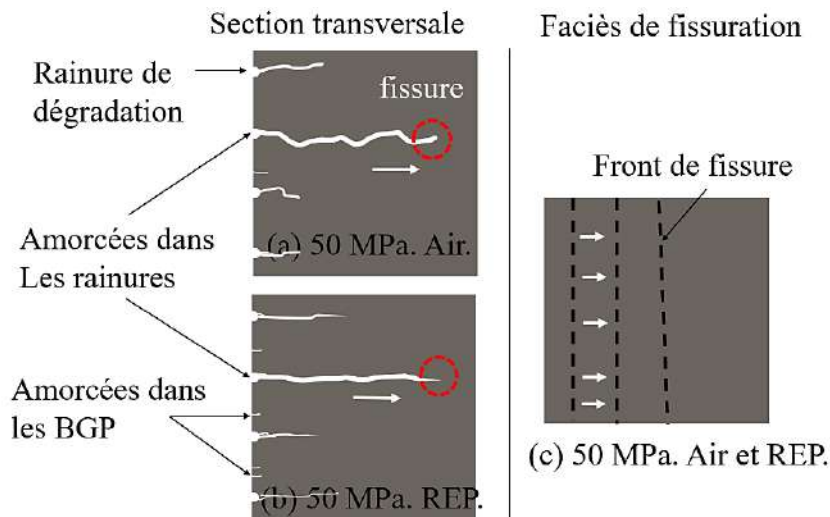 Section transversale
Faciès de fissuration
Rainure de
dégradation
fissure
Front de fissure
Amorcées dans
Les rainures
(a) 50 MPa. Air.
Amorcées dans
les BGP
(b) 50 MPa. REP.
(c) 50 MPa. Air et REP.